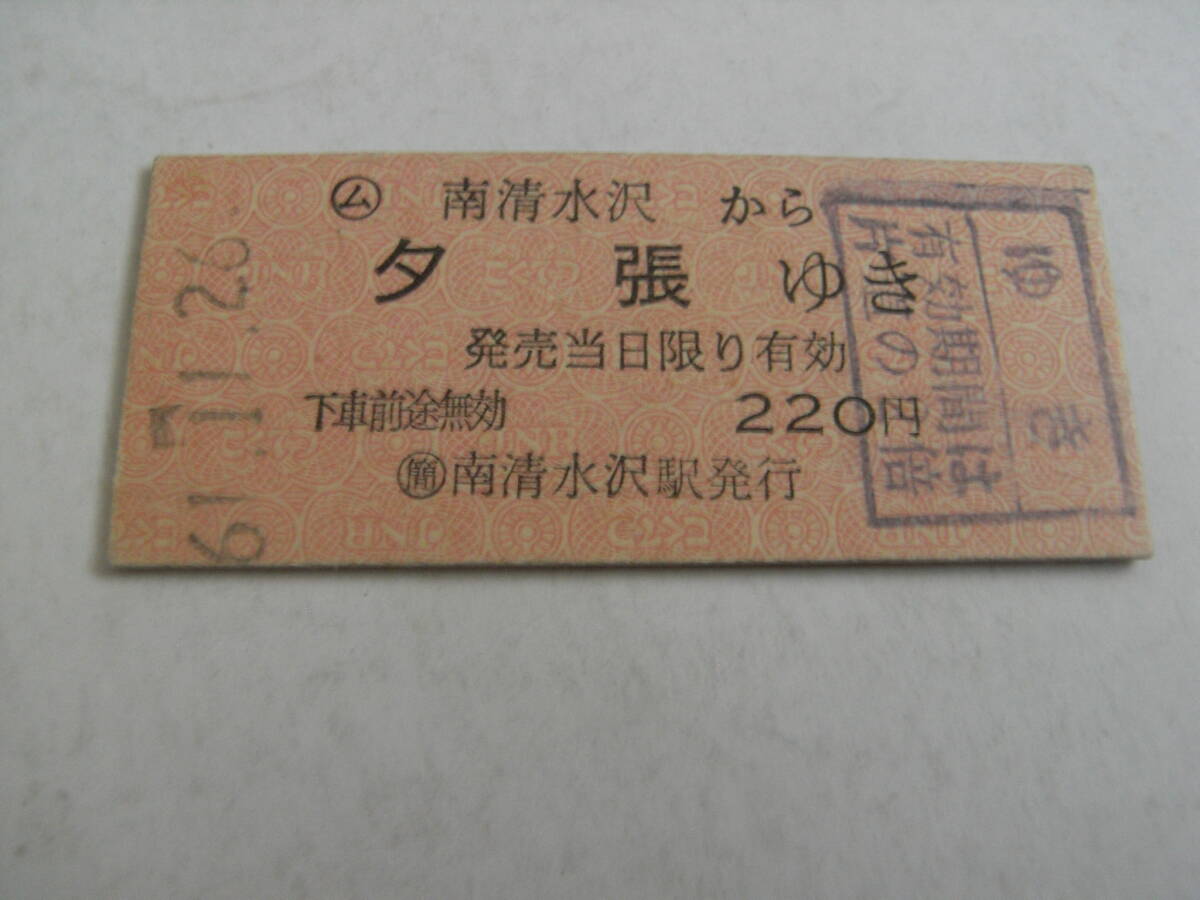 ㋰ 南清水沢 から
夕張ゆき
発売当日限り有効
下車前途無効 220円
㊢南清水沢駅発行
61.11.26
ゆき
有効期間は
片道の倍